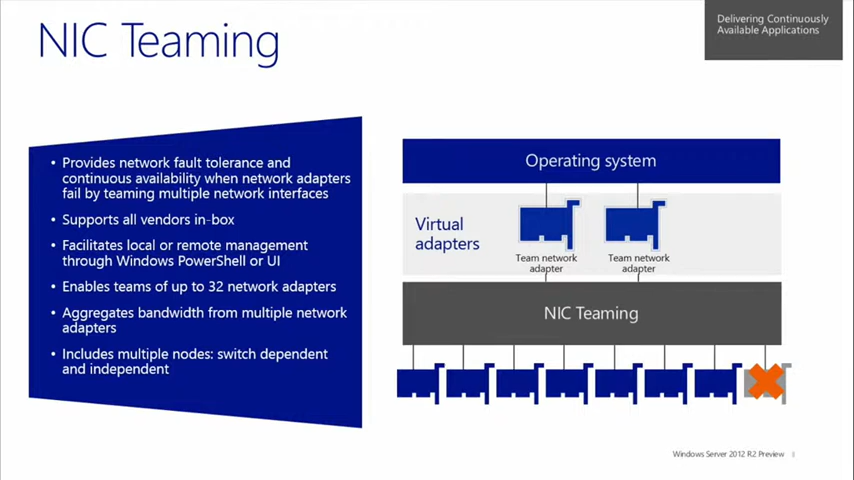 NIC Teaming
Delivering Continuously
Available Applications
• Provides network fault tolerance and
continuous availability when network adapters
fail by teaming multiple network interfaces
• Supports all vendors in-box
• Facilitates local or remote management
through Windows PowerShell or UI
• Enables teams of up to 32 network adapters
• Aggregates bandwidth from multiple network
adapters
• Includes multiple nodes: switch dependent
and independent
Operating system
Virtual
adapters
Team network
adapter
Team network
adapter
NIC Teaming
Windows Server 2012 R2 Preview